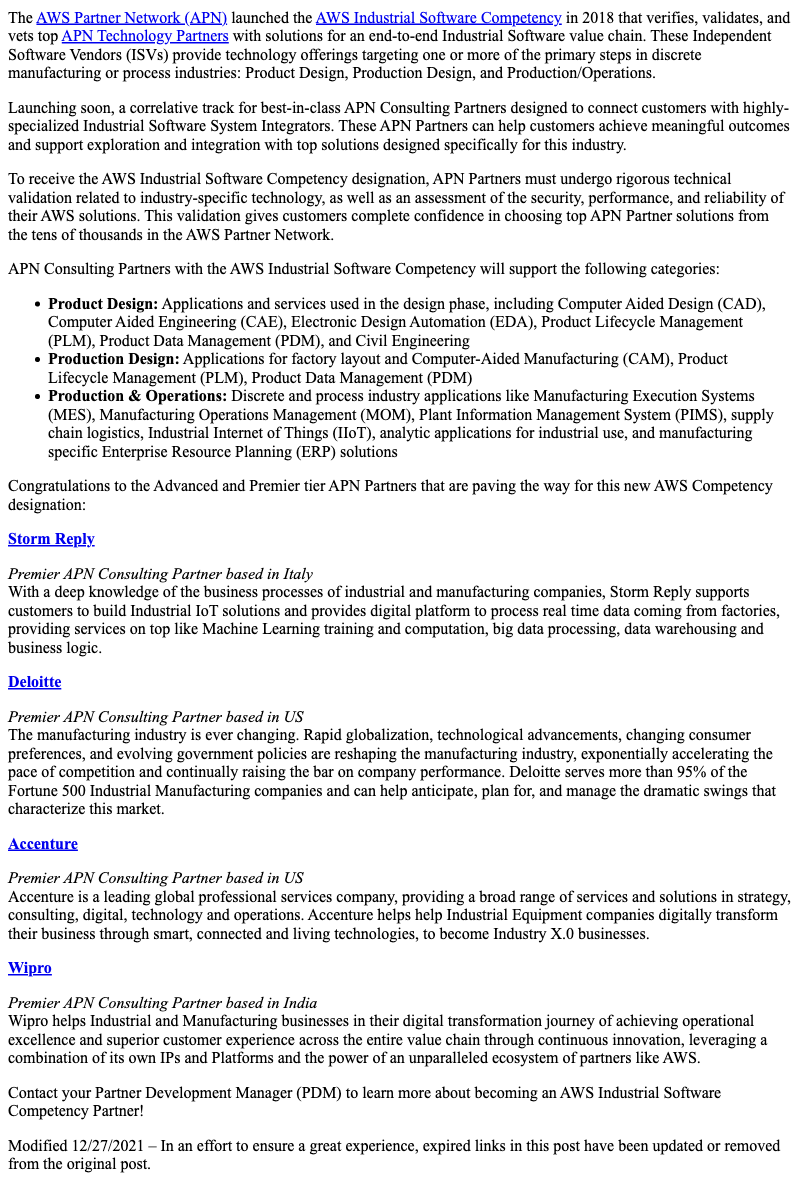 The AWS Partner Network (APN) launched the AWS Industrial Software Competency in 2018 that verifies, validates, and
vets top APN Technology Partners with solutions for an end-to-end Industrial Software value chain. These Independent
Software Vendors (ISVs) provide technology offerings targeting one or more of the primary steps in discrete
manufacturing or process industries: Product Design, Production Design, and Production/Operations.
Launching soon, a correlative track for best-in-class APN Consulting Partners designed to connect customers with highly-
specialized Industrial Software System Integrators. These APN Partners can help customers achieve meaningful outcomes
and support exploration and integration with top solutions designed specifically for this industry.
To receive the AWS Industrial Software Competency designation, APN Partners must undergo rigorous technical
validation related to industry-specific technology, as well as an assessment of the security, performance, and reliability of
their AWS solutions. This validation gives customers complete confidence in choosing top APN Partner solutions from
the tens of thousands in the AWS Partner Network.
APN Consulting Partners with the AWS Industrial Software Competency will support the following categories:
• Product Design: Applications and services used in the design phase, including Computer Aided Design (CAD),
Computer Aided Engineering (CAE), Electronic Design Automation (EDA), Product Lifecycle Management
(PLM), Product Data Management (PDM), and Civil Engineering
• Production Design: Applications for factory layout and Computer-Aided Manufacturing (CAM), Product
Lifecycle Management (PLM), Product Data Management (PDM)
• Production & Operations: Discrete and process industry applications like Manufacturing Execution Systems
(MES), Manufacturing Operations Management (MOM), Plant Information Management System (PIMS), supply
chain logistics, Industrial Internet of Things (IIoT), analytic applications for industrial use, and manufacturing
specific Enterprise Resource Planning (ERP) solutions
Congratulations to the Advanced and Premier tier APN Partners that are paving the way for this new AWS Competency
designation:
Storm Reply
Premier APN Consulting Partner based in Italy
With a deep knowledge of the business processes of industrial and manufacturing companies, Storm Reply supports
customers to build Industrial IoT solutions and provides digital platform to process real time data coming from factories,
providing services on top like Machine Learning training and computation, big data processing, data warehousing and
business logic.
Deloitte
Premier APN Consulting Partner based in US
The manufacturing industry is ever changing. Rapid globalization, technological advancements, changing consumer
preferences, and evolving government policies are reshaping the manufacturing industry, exponentially accelerating the
pace of competition and continually raising the bar on company performance. Deloitte serves more than 95% of the
Fortune 500 Industrial Manufacturing companies and can help anticipate, plan for, and manage the dramatic swings that
characterize this market.
Accenture
Premier APN Consulting Partner based in US
Accenture is a leading global professional services company, providing a broad range of services and solutions in strategy,
consulting, digital, technology and operations. Accenture helps help Industrial Equipment companies digitally transform
their business through smart, connected and living technologies, to become Industry X.0 businesses.
Wipro
Premier APN Consulting Partner based in India
Wipro helps Industrial and Manufacturing businesses in their digital transformation journey of achieving operational
excellence and superior customer experience across the entire value chain through continuous innovation, leveraging a
combination of its own IPs and Platforms and the power of an unparalleled ecosystem of partners like AWS.
Contact your Partner Development Manager (PDM) to learn more about becoming an AWS Industrial Software
Competency Partner!
Modified 12/27/2021 – In an effort to ensure a great experience, expired links in this post have been updated or removed
from the original post.